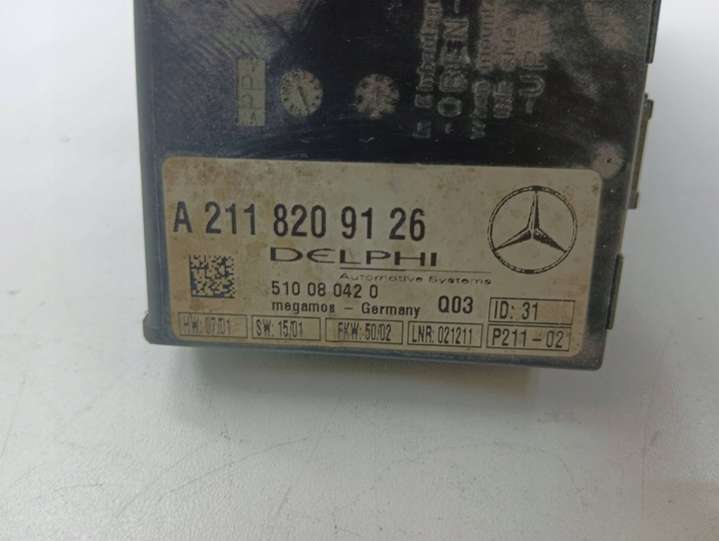 OBEN
A 211 820 91 26
DELPHI
Automotive Systems
510 08 042 0
megamos – Germany Q03 ID: 31
HW: 07/01 SW: 15/01 FKW: 50/02 LNR: 021211 P211-02